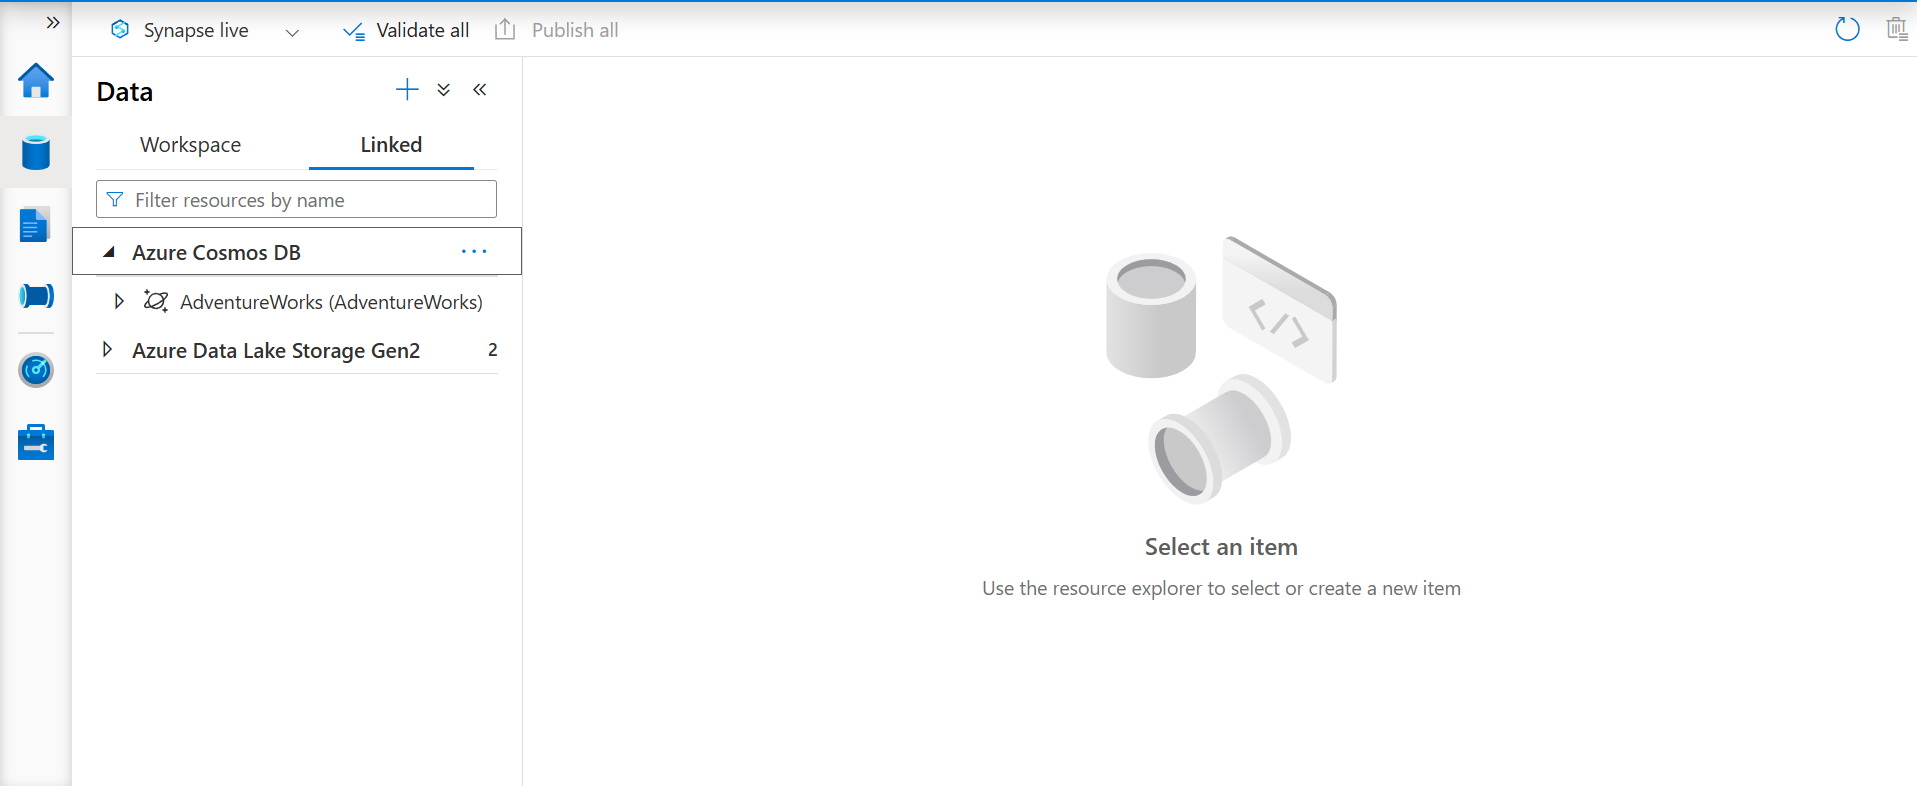 Synapse live
Validate all
Publish all
Data
Workspace
Linked
Filter resources by name
Azure Cosmos DB
AdventureWorks (AdventureWorks)
Azure Data Lake Storage Gen2 2
Select an item
Use the resource explorer to select or create a new item